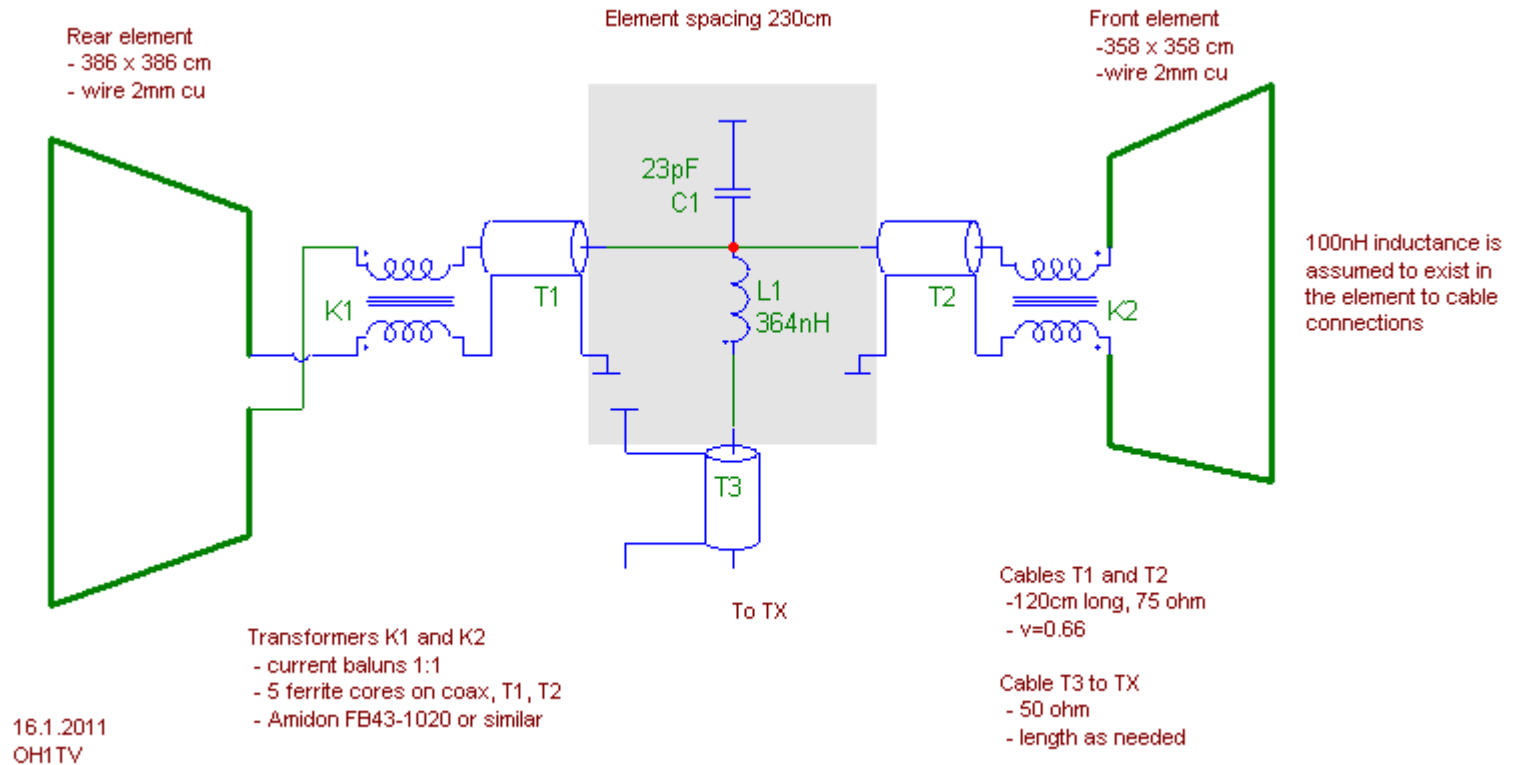 Element spacing 230cm
Rear element
- 386 x 386 cm
- wire 2mm cu
Front element
-358 x 358 cm
-wire 2mm cu
23pF
C1
L1
364nH
K1
T1
T2
K2
100nH inductance is
assumed to exist in
the element to cable
connections
T3
To TX
Transformers K1 and K2
- current baluns 1:1
- 5 ferrite cores on coax, T1, T2
- Amidon FB43-1020 or similar
Cables T1 and T2
-120cm long, 75 ohm
- v=0.66
Cable T3 to TX
- 50 ohm
- length as needed
16.1.2011
OH1TV